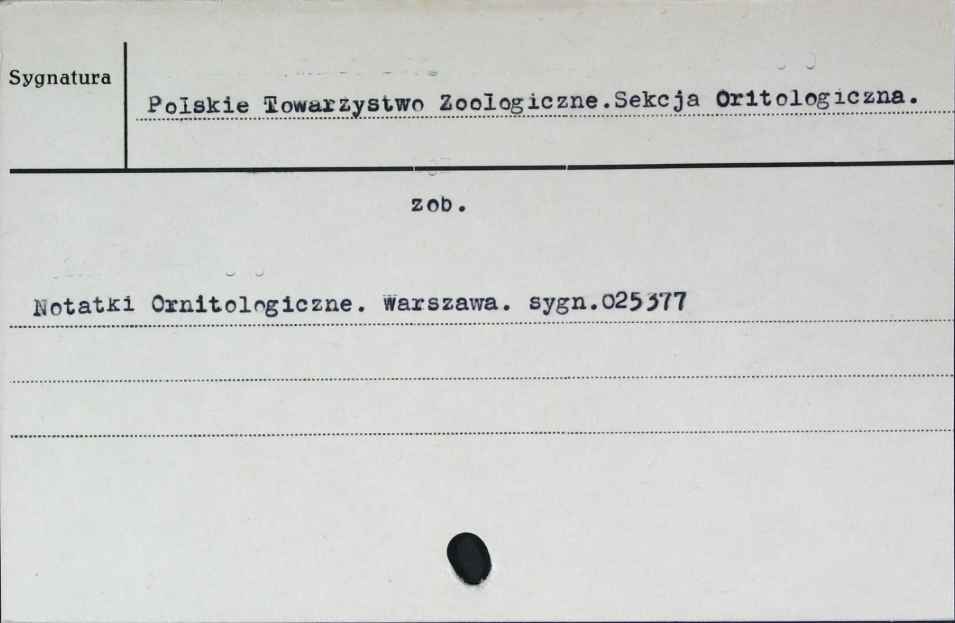 Sygnatura
Polskie Towarzystwo Zoologiczne.Sekcja Oritologiczna.
zob.
Notatki Ornitologiczne. Warszawa. sygn.025377